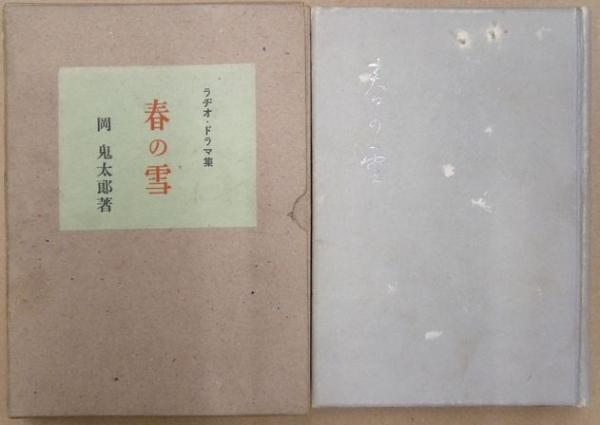 ラヂオ・ドラマ集
春の雪
岡 鬼太郎著
春の雪